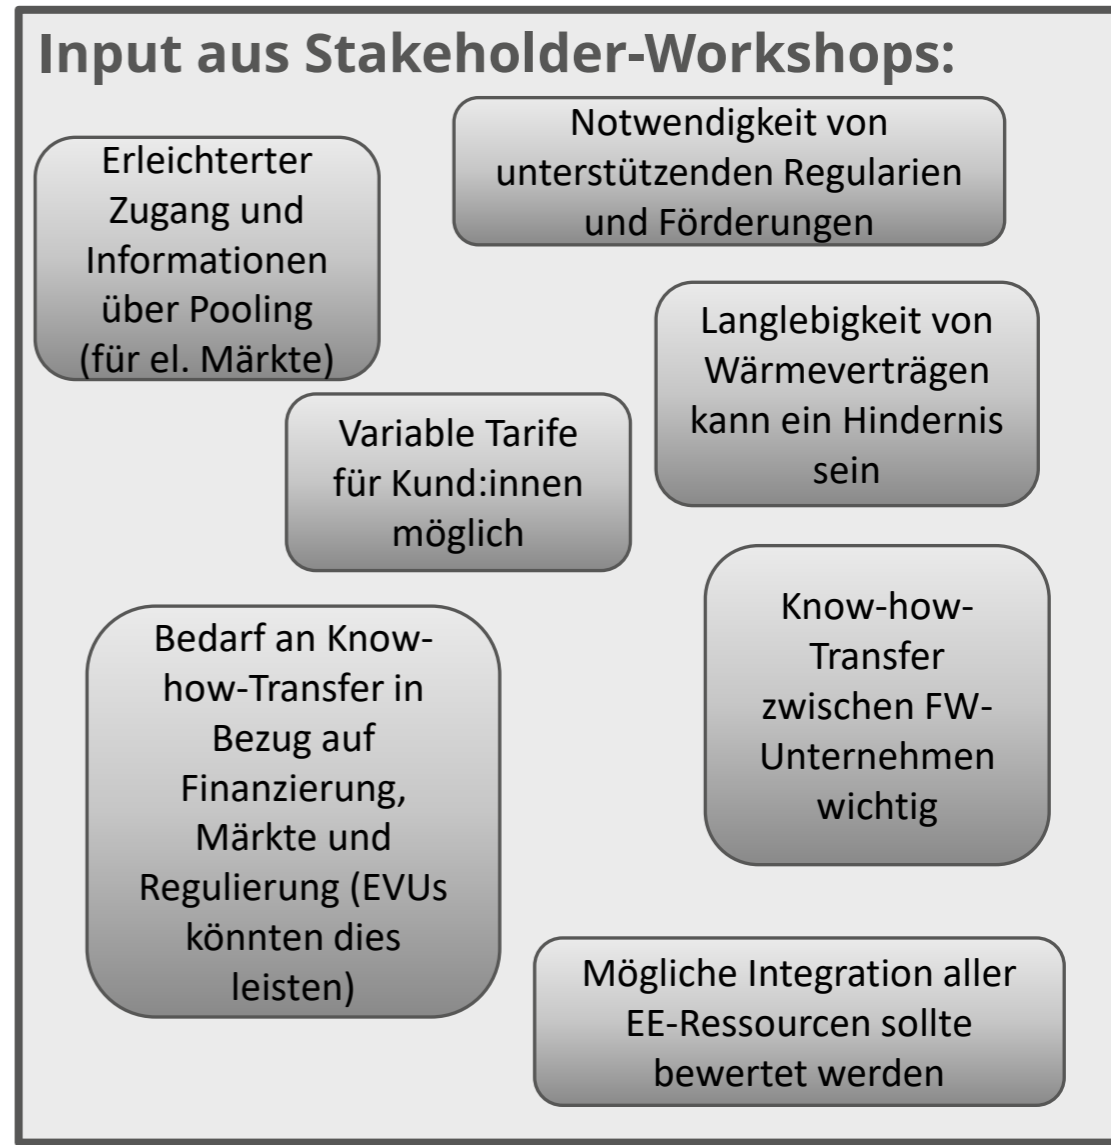 Input aus Stakeholder-Workshops:
Erleichterter
Zugang und
Informationen
über Pooling
(für el. Märkte)
Notwendigkeit von
unterstützenden Regularien
und Förderungen
Langlebigkeit von
Wärmeverträgen
kann ein Hindernis
sein
Variable Tarife
für Kund:innen
möglich
Bedarf an Know-
how-Transfer in
Bezug auf
Finanzierung,
Märkte und
Regulierung (EVUs
könnten dies
leisten)
Know-how-
Transfer
zwischen FW-
Unternehmen
wichtig
Mögliche Integration aller
EE-Ressourcen sollte
bewertet werden